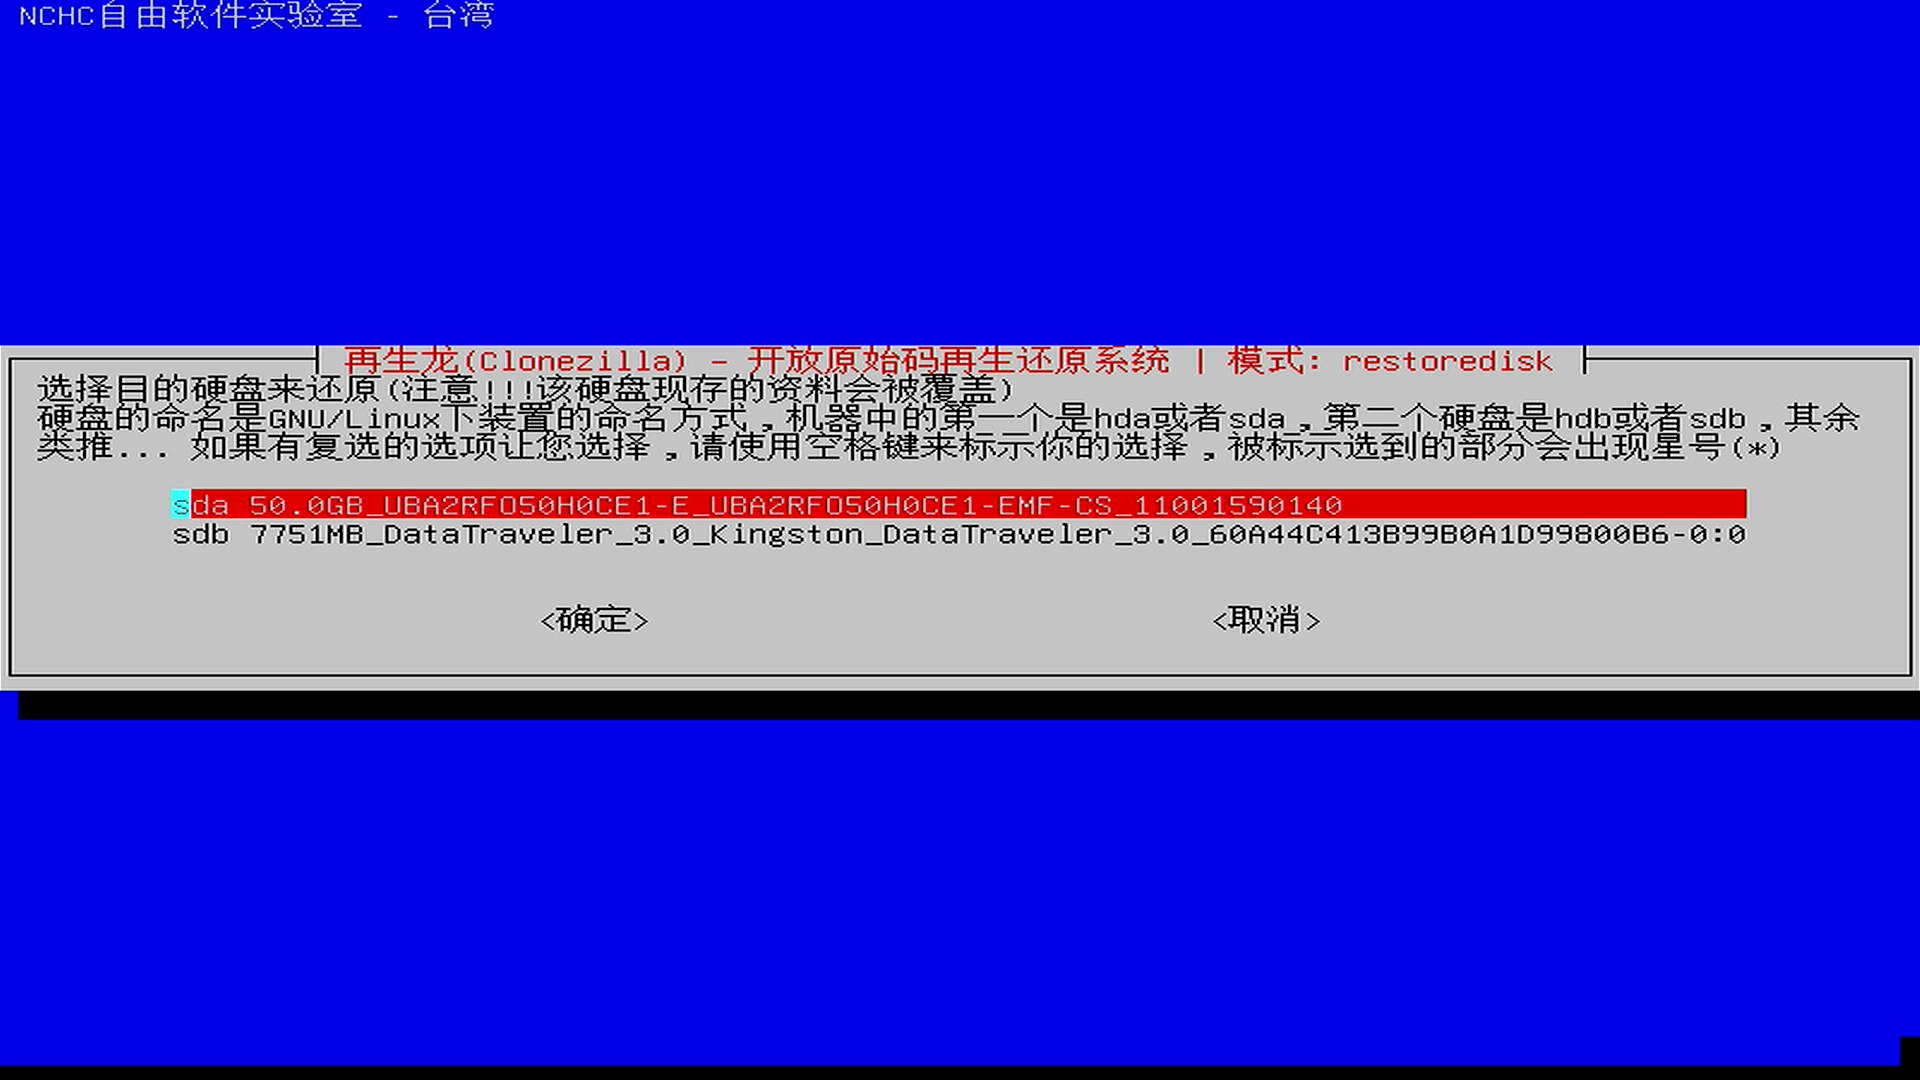 NCHC自由软件实验室 - 台湾
再生龙(Clonezilla) - 开放原始码再生还原系统 | 模式: restoredisk
选择目的硬盘来还原(注意!!!该硬盘现存的资料会被覆盖)
硬盘的命名是GNU/Linux下装置的命名方式，机器中的第一个是hda或者sda，第二个硬盘是hdb或者sdb，其余
类推... 如果有复选的选项让您选择，请使用空格键来标示你的选择，被标示选到的部分会出现星号(*)
sda 50.0GB_UBA2RFO50H0CE1-E_UBA2RFO50H0CE1-EMF-CS_11001590140
sdb 7751MB_DataTraveler_3.0_Kingston_DataTraveler_3.0_60A44C413B99B0A1D99800B6-0:0
<确定> <取消>